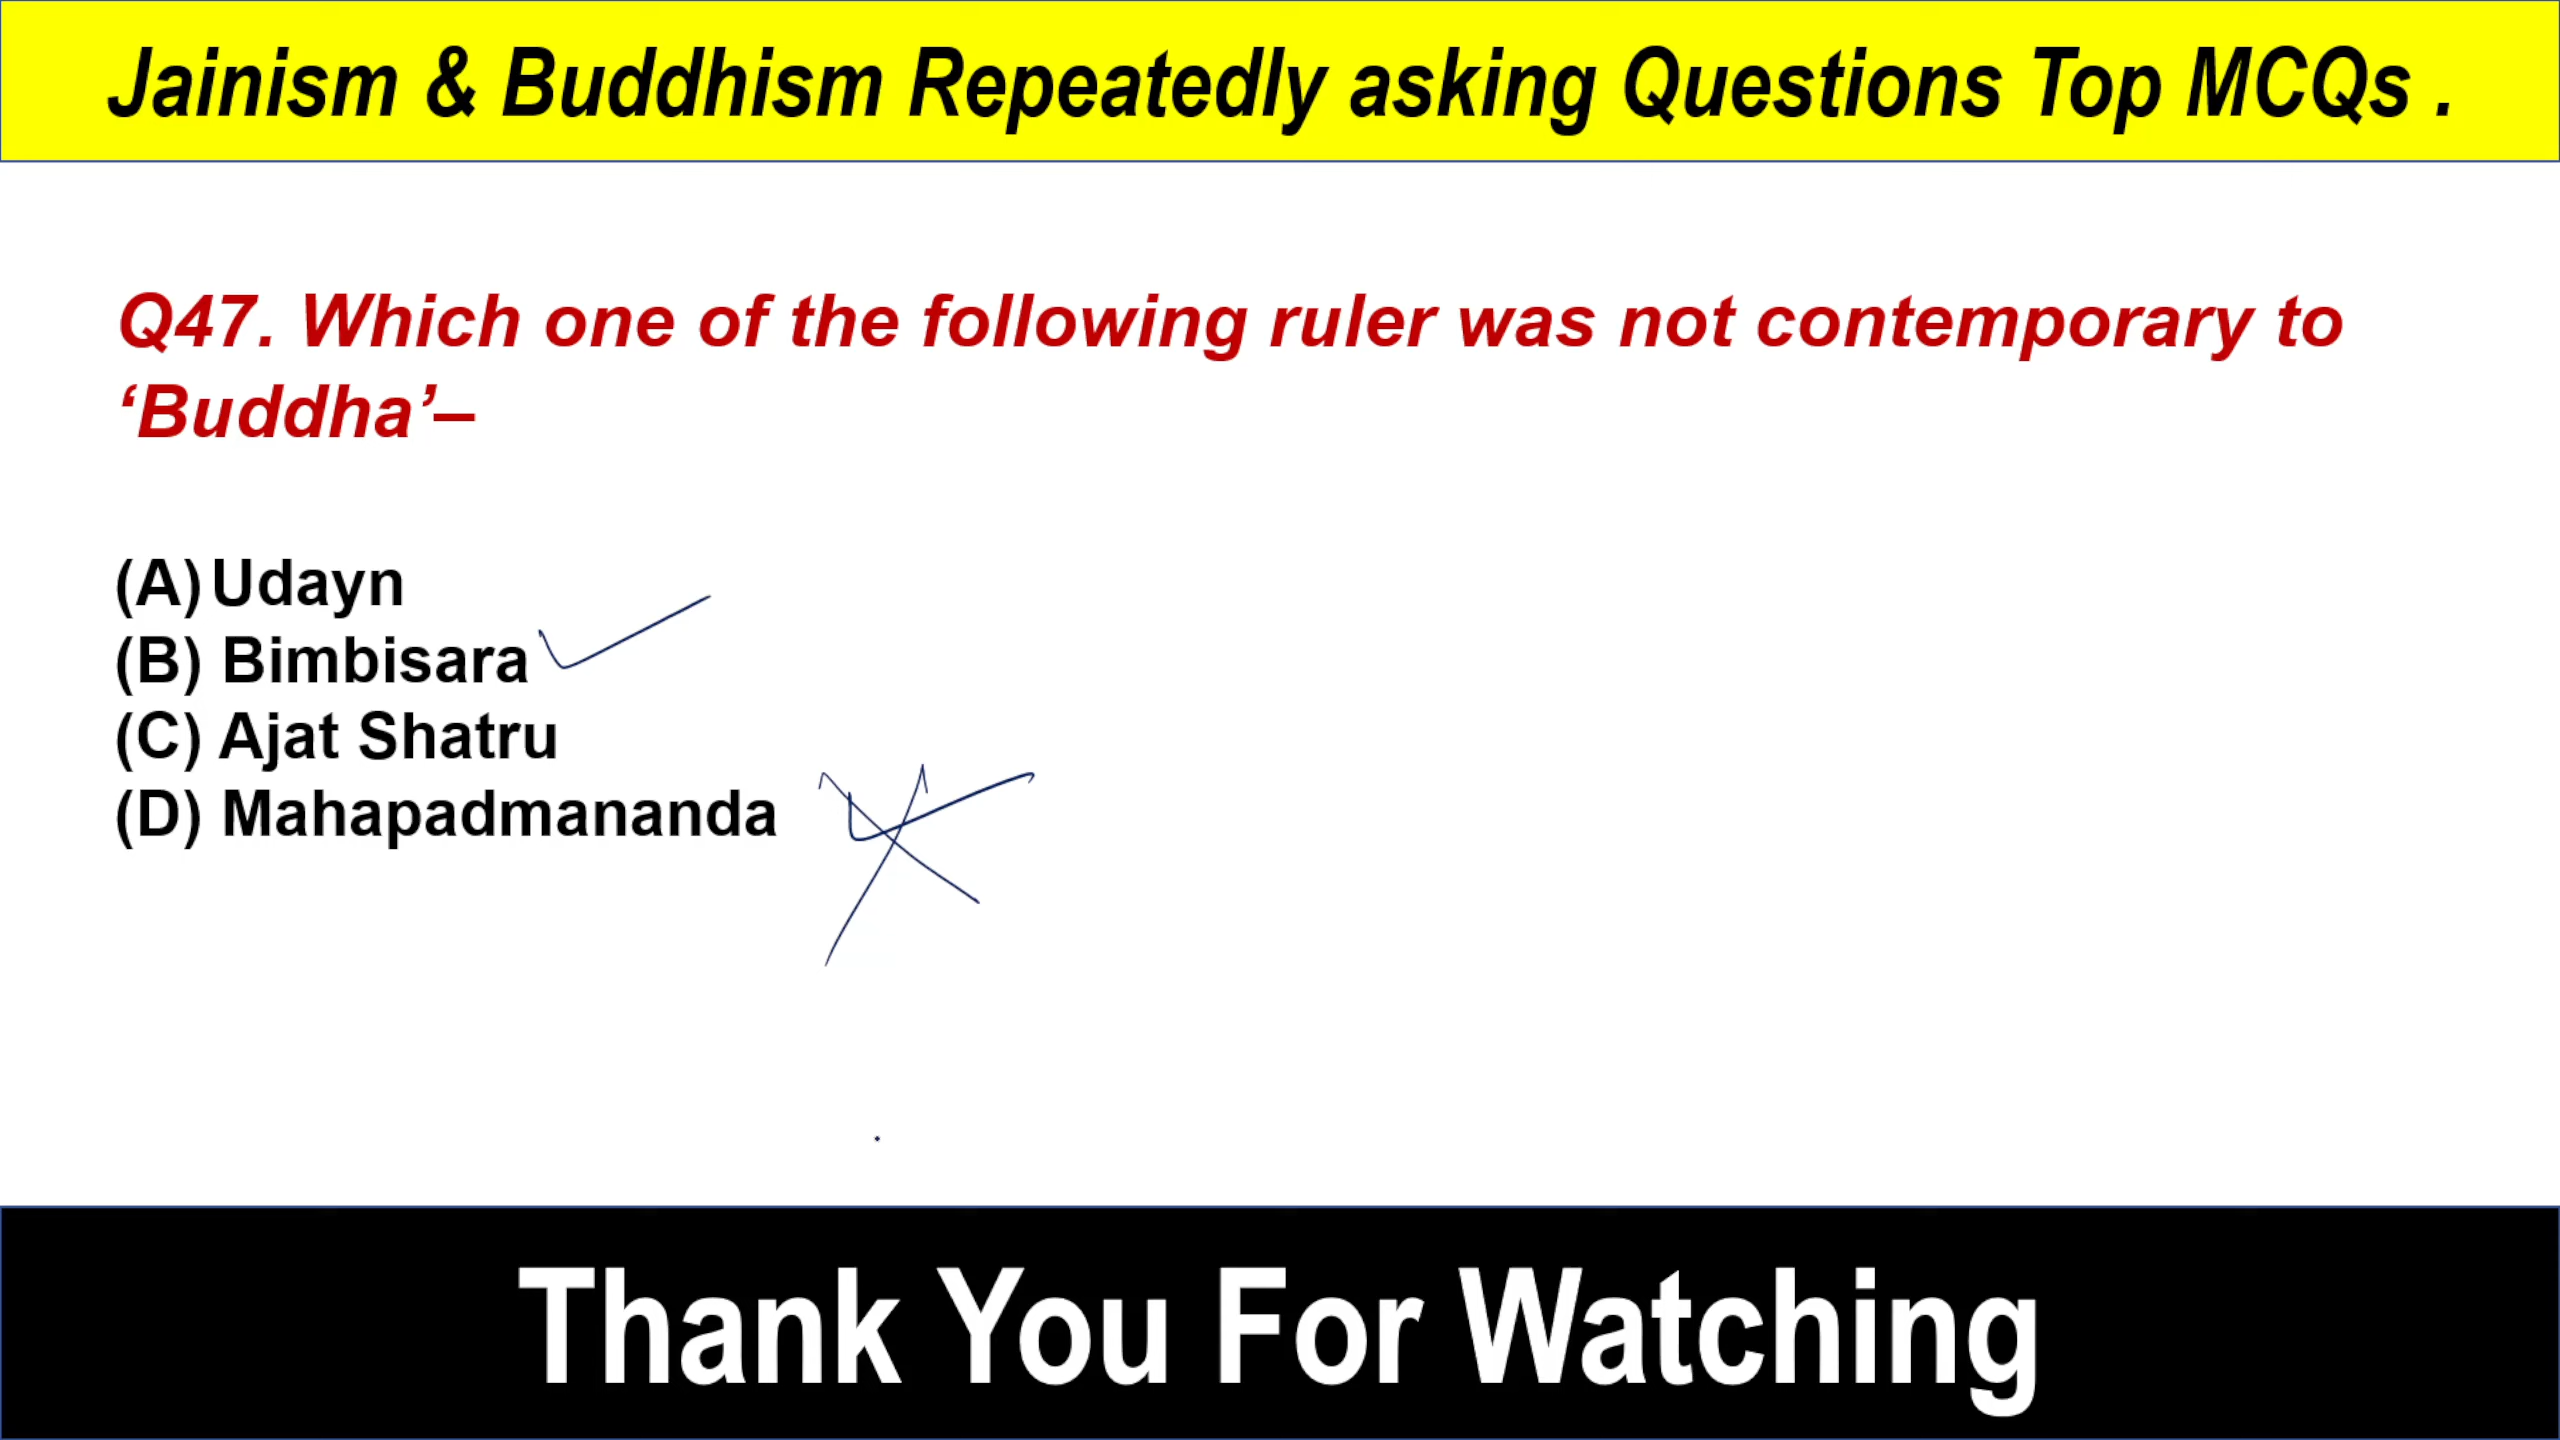 Jainism & Buddhism Repeatedly asking Questions Top MCQs .
Q47. Which one of the following ruler was not contemporary to
‘Buddha’–
(A) Udayn
(B) Bimbisara
(C) Ajat Shatru
(D) Mahapadmananda
Thank You For Watching